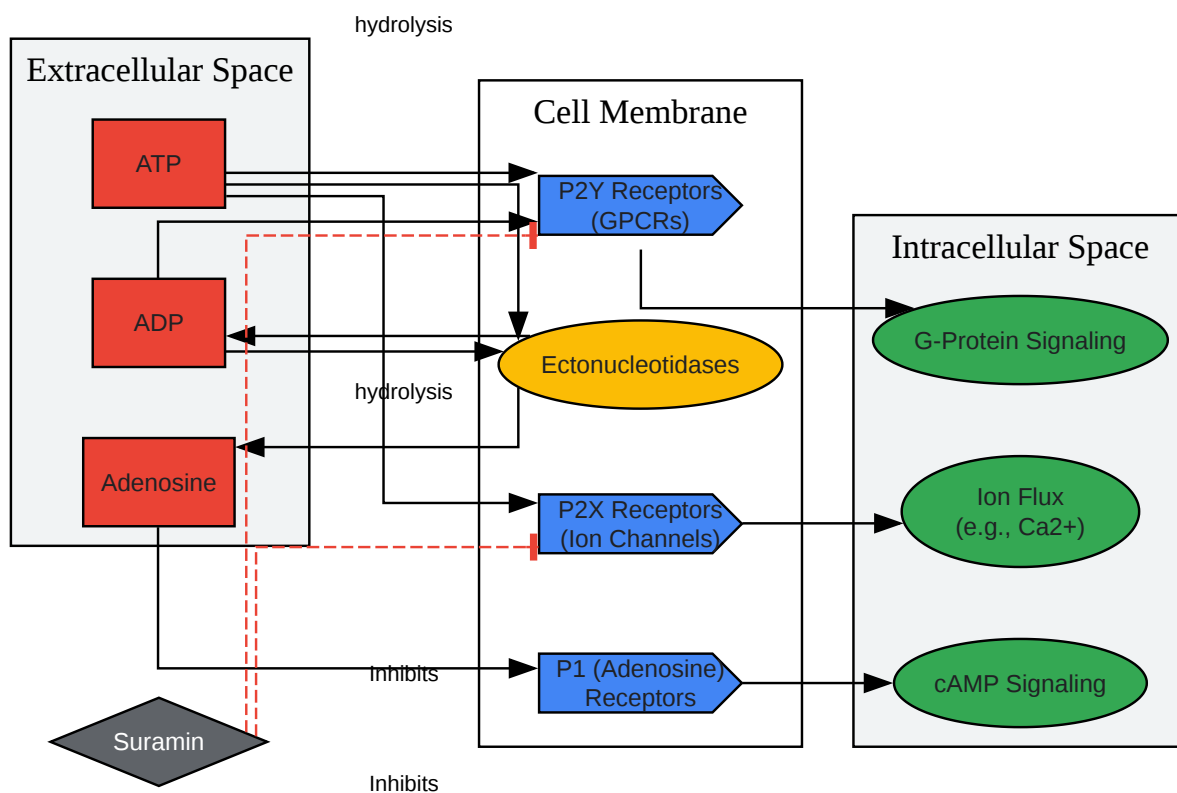 hydrolysis
Extracellular Space
Cell Membrane
ATP
P2Y Receptors
(GPCRs)
Intracellular Space
ADP
G-Protein Signaling
Ectonucleotidases
hydrolysis
Adenosine
P2X Receptors
(Ion Channels)
Ion Flux
(e.g., Ca2+)
Inhibits
P1 (Adenosine)
Receptors
cAMP Signaling
Suramin
Inhibits